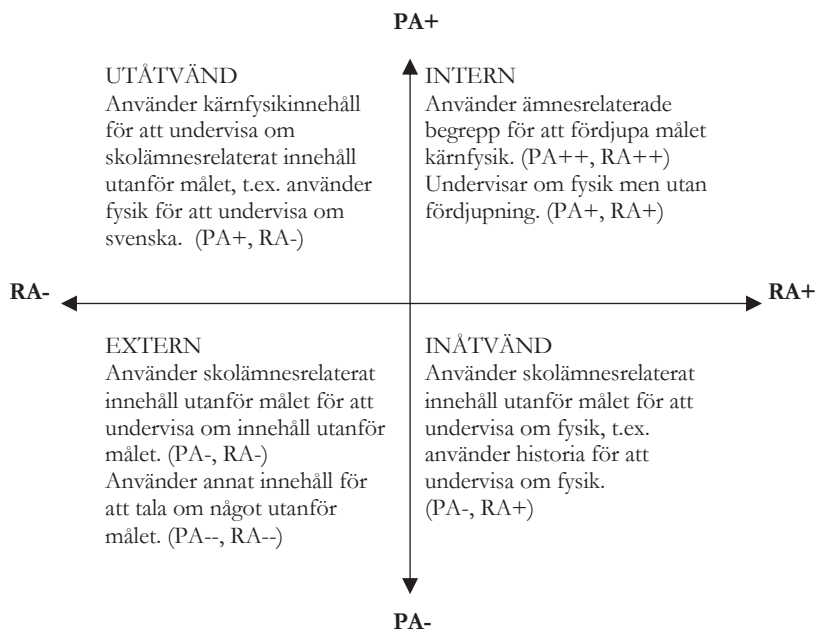 PA+
UTÅTVÄND
Använder kärnfysikinnehåll
för att undervisa om
skolämnesrelaterat innehåll
utanför målet, t.ex. använder
fysik för att undervisa om
svenska. (PA+, RA-)
INTERN
Använder ämnesrelaterade
begrepp för att fördjupa målet
kärnfysik. (PA++, RA++)
Undervisar om fysik men utan
fördjupning. (PA+, RA+)
RA-
RA+
EXTERN
Använder skolämnesrelaterat
innehåll utanför målet för att
undervisa om innehåll utanför
målet. (PA-, RA-)
Använder annat innehåll för
att tala om något utanför
målet. (PA--, RA--)
INÅTVÄND
Använder skolämnesrelaterat
innehåll utanför målet för att
undervisa om fysik, t.ex.
använder historia för att
undervisa om fysik.
(PA-, RA+)
PA-